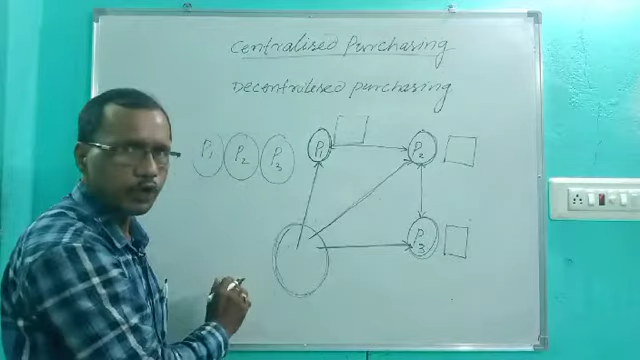 Centralised Purchasing
Decentralised purchasing
P1 P2 P3 P1 P2
P3